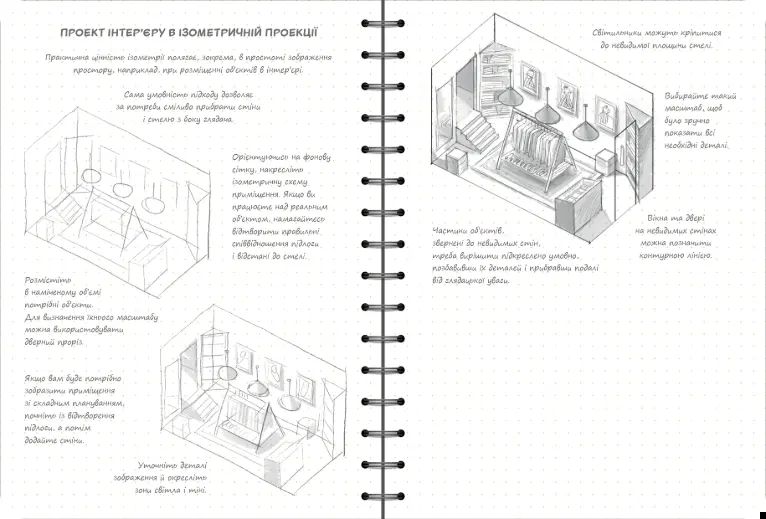 ПРОЕКТ ІНТЕР'ЄРУ В ІЗОМЕТРИЧНІЙ ПРОЕКЦІЇ
Практична цінність ізометрії полягає, зокрема, в простоті зображення
простору, наприклад, при розміщенні об'єктів в інтер'єрі.
Сама умовність підходу дозволяє
за потреби сміливо прибрати стіни
і стелю з боку глядача.
Орієнтуючись на фонову
сітку, накресліть
ізометричну схему
приміщення. Якщо ви
працюєте над реальним
об'єктом, намагайтесь
відтворити правильні
співвідношення підлоги
і відстані до стелі.
Розмістіть
в наміченому об'ємі
потрібні об'єкти.
Для визначення їхнього масштабу
можна використовувати
дверний проріз.
Якщо вам буде потрібно
зобразити приміщення
зі складним плануванням,
почніть із відтворення
підлоги, а потім
додайте стіни.
Уточніть деталі
зображення й окресліть
зони світла і тіні.
Світильники можуть кріпитися
до невидимої площини стелі.
Вибирайте такий
масштаб, щоб
було зручно
показати всі
необхідні деталі.
Вікна та двері
на невидимих стінах
можна позначити
контурною лінією.
Частини об'єктів,
звернені до невидимих стін,
треба вирішити підкреслено умовно,
позбавивши їх деталей і прибравши подалі
від глядацької уваги.